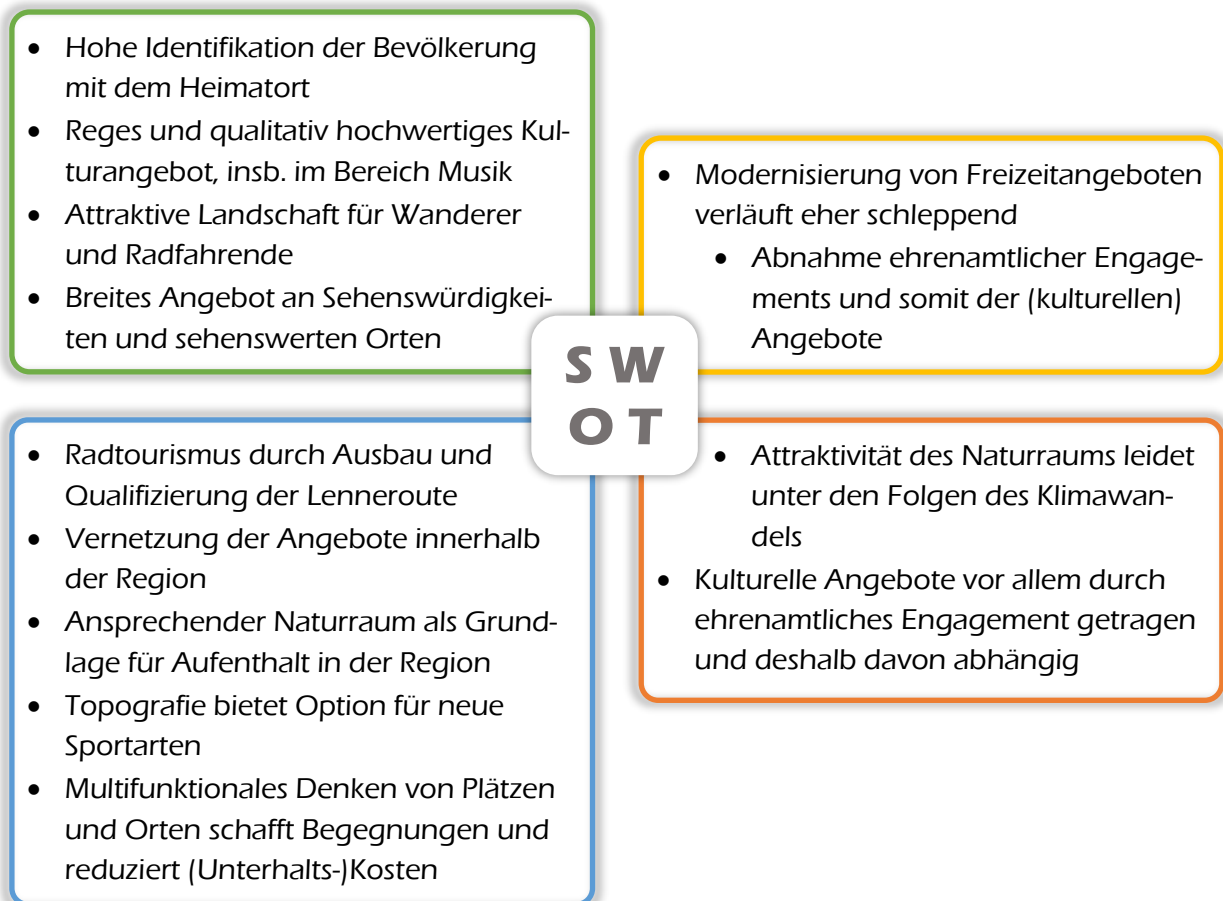 • Hohe Identifikation der Bevölkerung
mit dem Heimatort
• Reges und qualitativ hochwertiges Kul-
turangebot, insb. im Bereich Musik
• Attraktive Landschaft für Wanderer
und Radfahrende
• Breites Angebot an Sehenswürdigkei-
ten und sehenswerten Orten
• Modernisierung von Freizeitangeboten
verläuft eher schleppend
• Abnahme ehrenamtlicher Engage-
ments und somit der (kulturellen)
Angebote
S W
O T
• Radtourismus durch Ausbau und
Qualifizierung der Lenneroute
• Vernetzung der Angebote innerhalb
der Region
• Ansprechender Naturraum als Grund-
lage für Aufenthalt in der Region
• Topografie bietet Option für neue
Sportarten
• Multifunktionales Denken von Plätzen
und Orten schafft Begegnungen und
reduziert (Unterhalts-)Kosten
• Attraktivität des Naturraums leidet
unter den Folgen des Klimawan-
dels
• Kulturelle Angebote vor allem durch
ehrenamtliches Engagement getragen
und deshalb davon abhängig